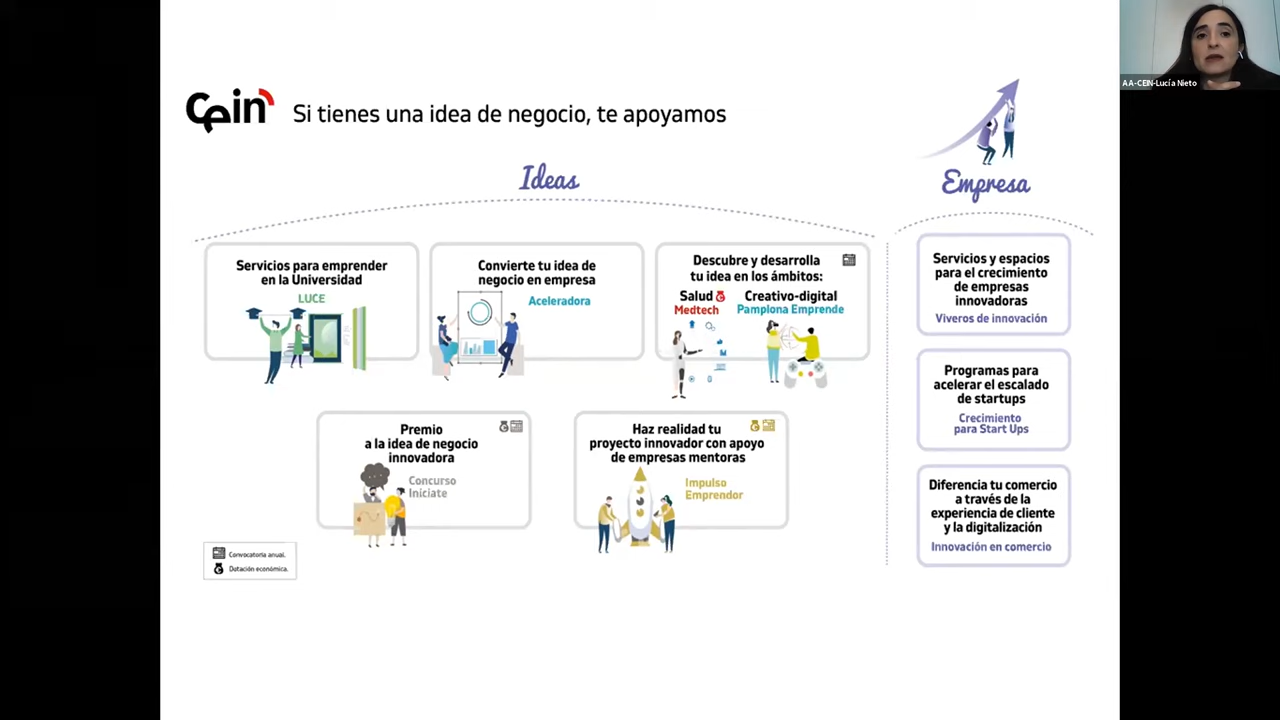 AA-CEIN-Lucía Nieto
cein
Si tienes una idea de negocio, te apoyamos
Ideas
Empresa
Servicios para emprender
en la Universidad
LUCE
Convierte tu idea de
negocio en empresa
Aceleradora
Descubre y desarrolla
tu idea en los ámbitos:
Salud
Medtech
Creativo-digital
Pamplona Emprende
Premio
a la idea de negocio
innovadora
Concurso
Iníciate
Haz realidad tu
proyecto innovador con apoyo
de empresas mentoras
Impulso
Emprendor
Servicios y espacios
para el crecimiento
de empresas
innovadoras
Viveros de innovación
Programas para
acelerar el escalado
de startups
Crecimiento
para Start Ups
Diferencia tu comercio
a través de la
experiencia de cliente
y la digitalización
Innovación en comercio
Convocatoria anual.
Dotación económica.